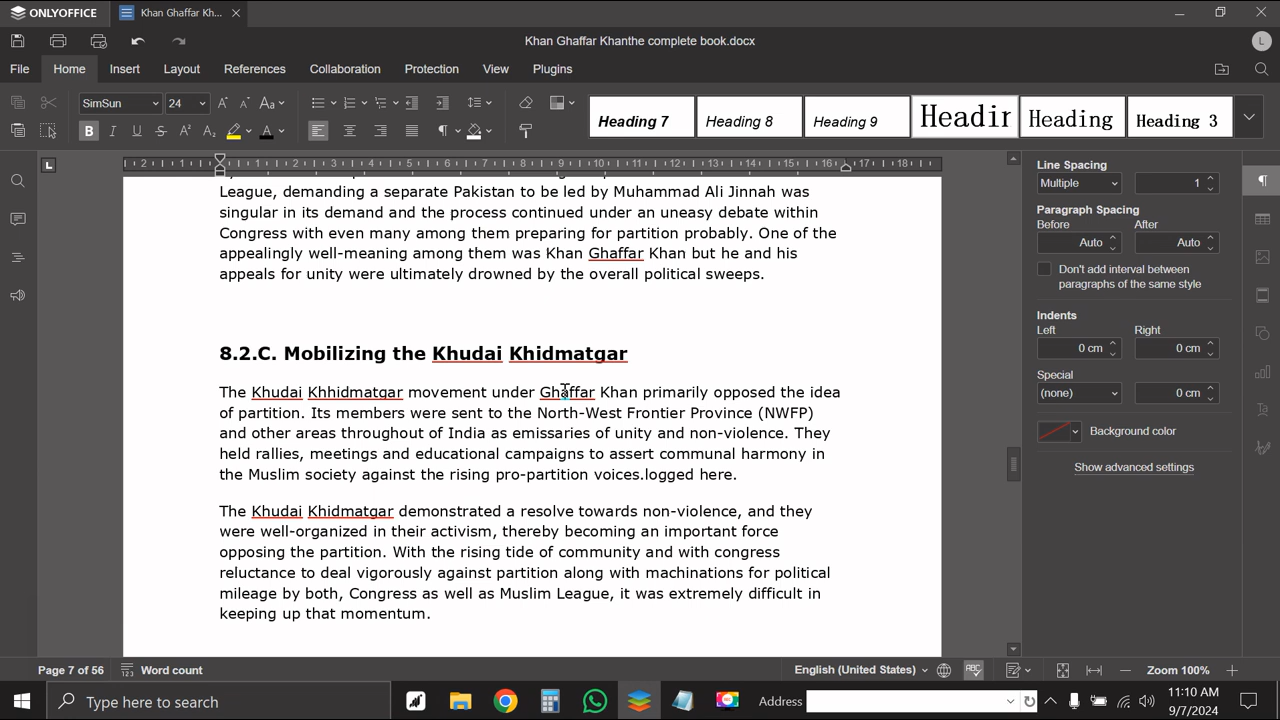 ONLYOFFICE
Khan Ghaffar Kh...
Khan Ghaffar Khanthe complete book.docx
L
File Home Insert Layout References Collaboration Protection View Plugins
SimSun 24
Heading 7 Heading 8 Heading 9 Headir Heading Heading 3
League, demanding a separate Pakistan to be led by Muhammad Ali Jinnah was
singular in its demand and the process continued under an uneasy debate within
Congress with even many among them preparing for partition probably. One of the
appealingly well-meaning among them was Khan Ghaffar Khan but he and his
appeals for unity were ultimately drowned by the overall political sweeps.
8.2.C. Mobilizing the Khudai Khidmatgar
The Khudai Khhidmatgar movement under Ghaffar Khan primarily opposed the idea
of partition. Its members were sent to the North-West Frontier Province (NWFP)
and other areas throughout of India as emissaries of unity and non-violence. They
held rallies, meetings and educational campaigns to assert communal harmony in
the Muslim society against the rising pro-partition voices.logged here.
The Khudai Khidmatgar demonstrated a resolve towards non-violence, and they
were well-organized in their activism, thereby becoming an important force
opposing the partition. With the rising tide of community and with congress
reluctance to deal vigorously against partition along with machinations for political
mileage by both, Congress as well as Muslim League, it was extremely difficult in
keeping up that momentum.
Line Spacing
Multiple 1
Paragraph Spacing
Before After
Auto Auto
Don't add interval between
paragraphs of the same style
Indents
Left Right
0 cm 0 cm
Special
(none) 0 cm
Background color
Show advanced settings
Page 7 of 56 Word count English (United States) Zoom 100%
Type here to search
Address
11:10 AM
9/7/2024